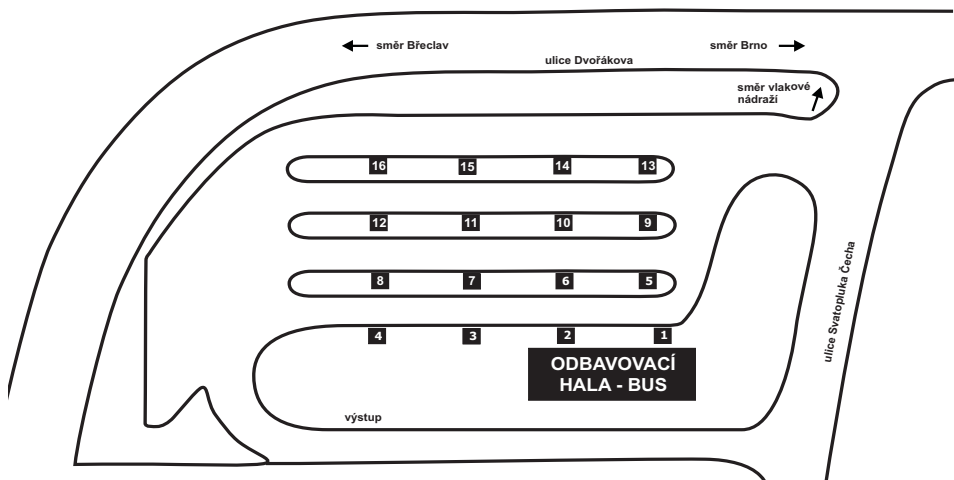 směr Břeclav
směr Brno
ulice Dvořákova
směr vlakové
nádraží
16 15 14 13
12 11 10 9
8 7 6 5
4 3 2 1
ODBAVOVACÍ
HALA - BUS
ulice Svatopluka Čecha
výstup